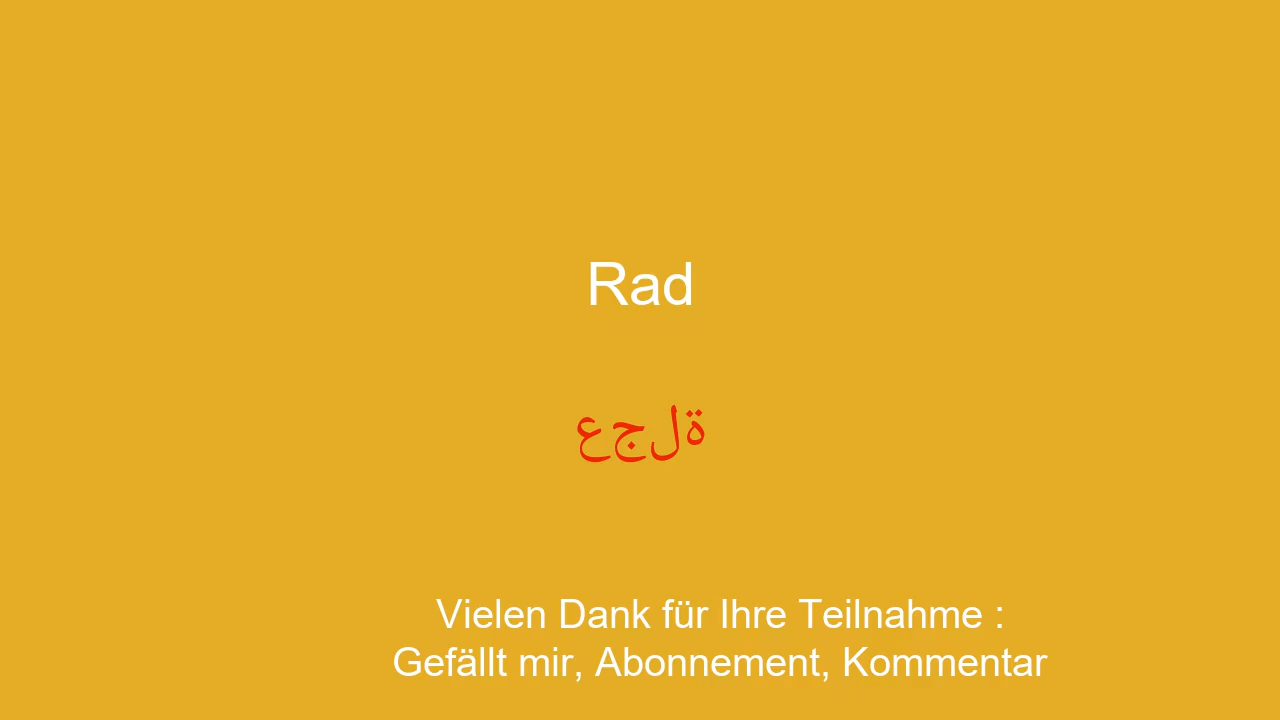 Rad
عجلة
Vielen Dank für Ihre Teilnahme :
Gefällt mir, Abonnement, Kommentar